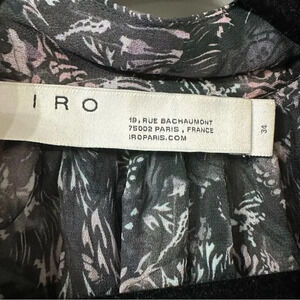 IRO
19, RUE BACHAUMONT
75002 PARIS, FRANCE
IROPARIS.COM
34